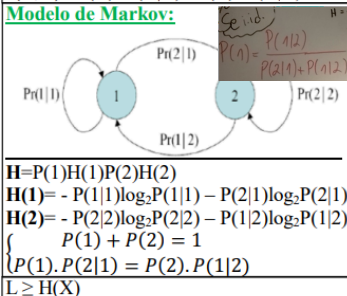 Modelo de Markov:
Se ind.:
H =
P(1) = P(1|2)
P(2|1) + P(1|2)
Pr(2|1)
Pr(1|1)
1
2
Pr(2|2)
Pr(1|2)
H=P(1)H(1)P(2)H(2)
H(1)= - P(1|1)log₂P(1|1) – P(2|1)log₂P(2|1)
H(2)= - P(2|2)log₂P(2|2) – P(1|2)log₂P(1|2)
{ P(1) + P(2) = 1
P(1). P(2|1) = P(2). P(1|2)
L ≥ H(X)